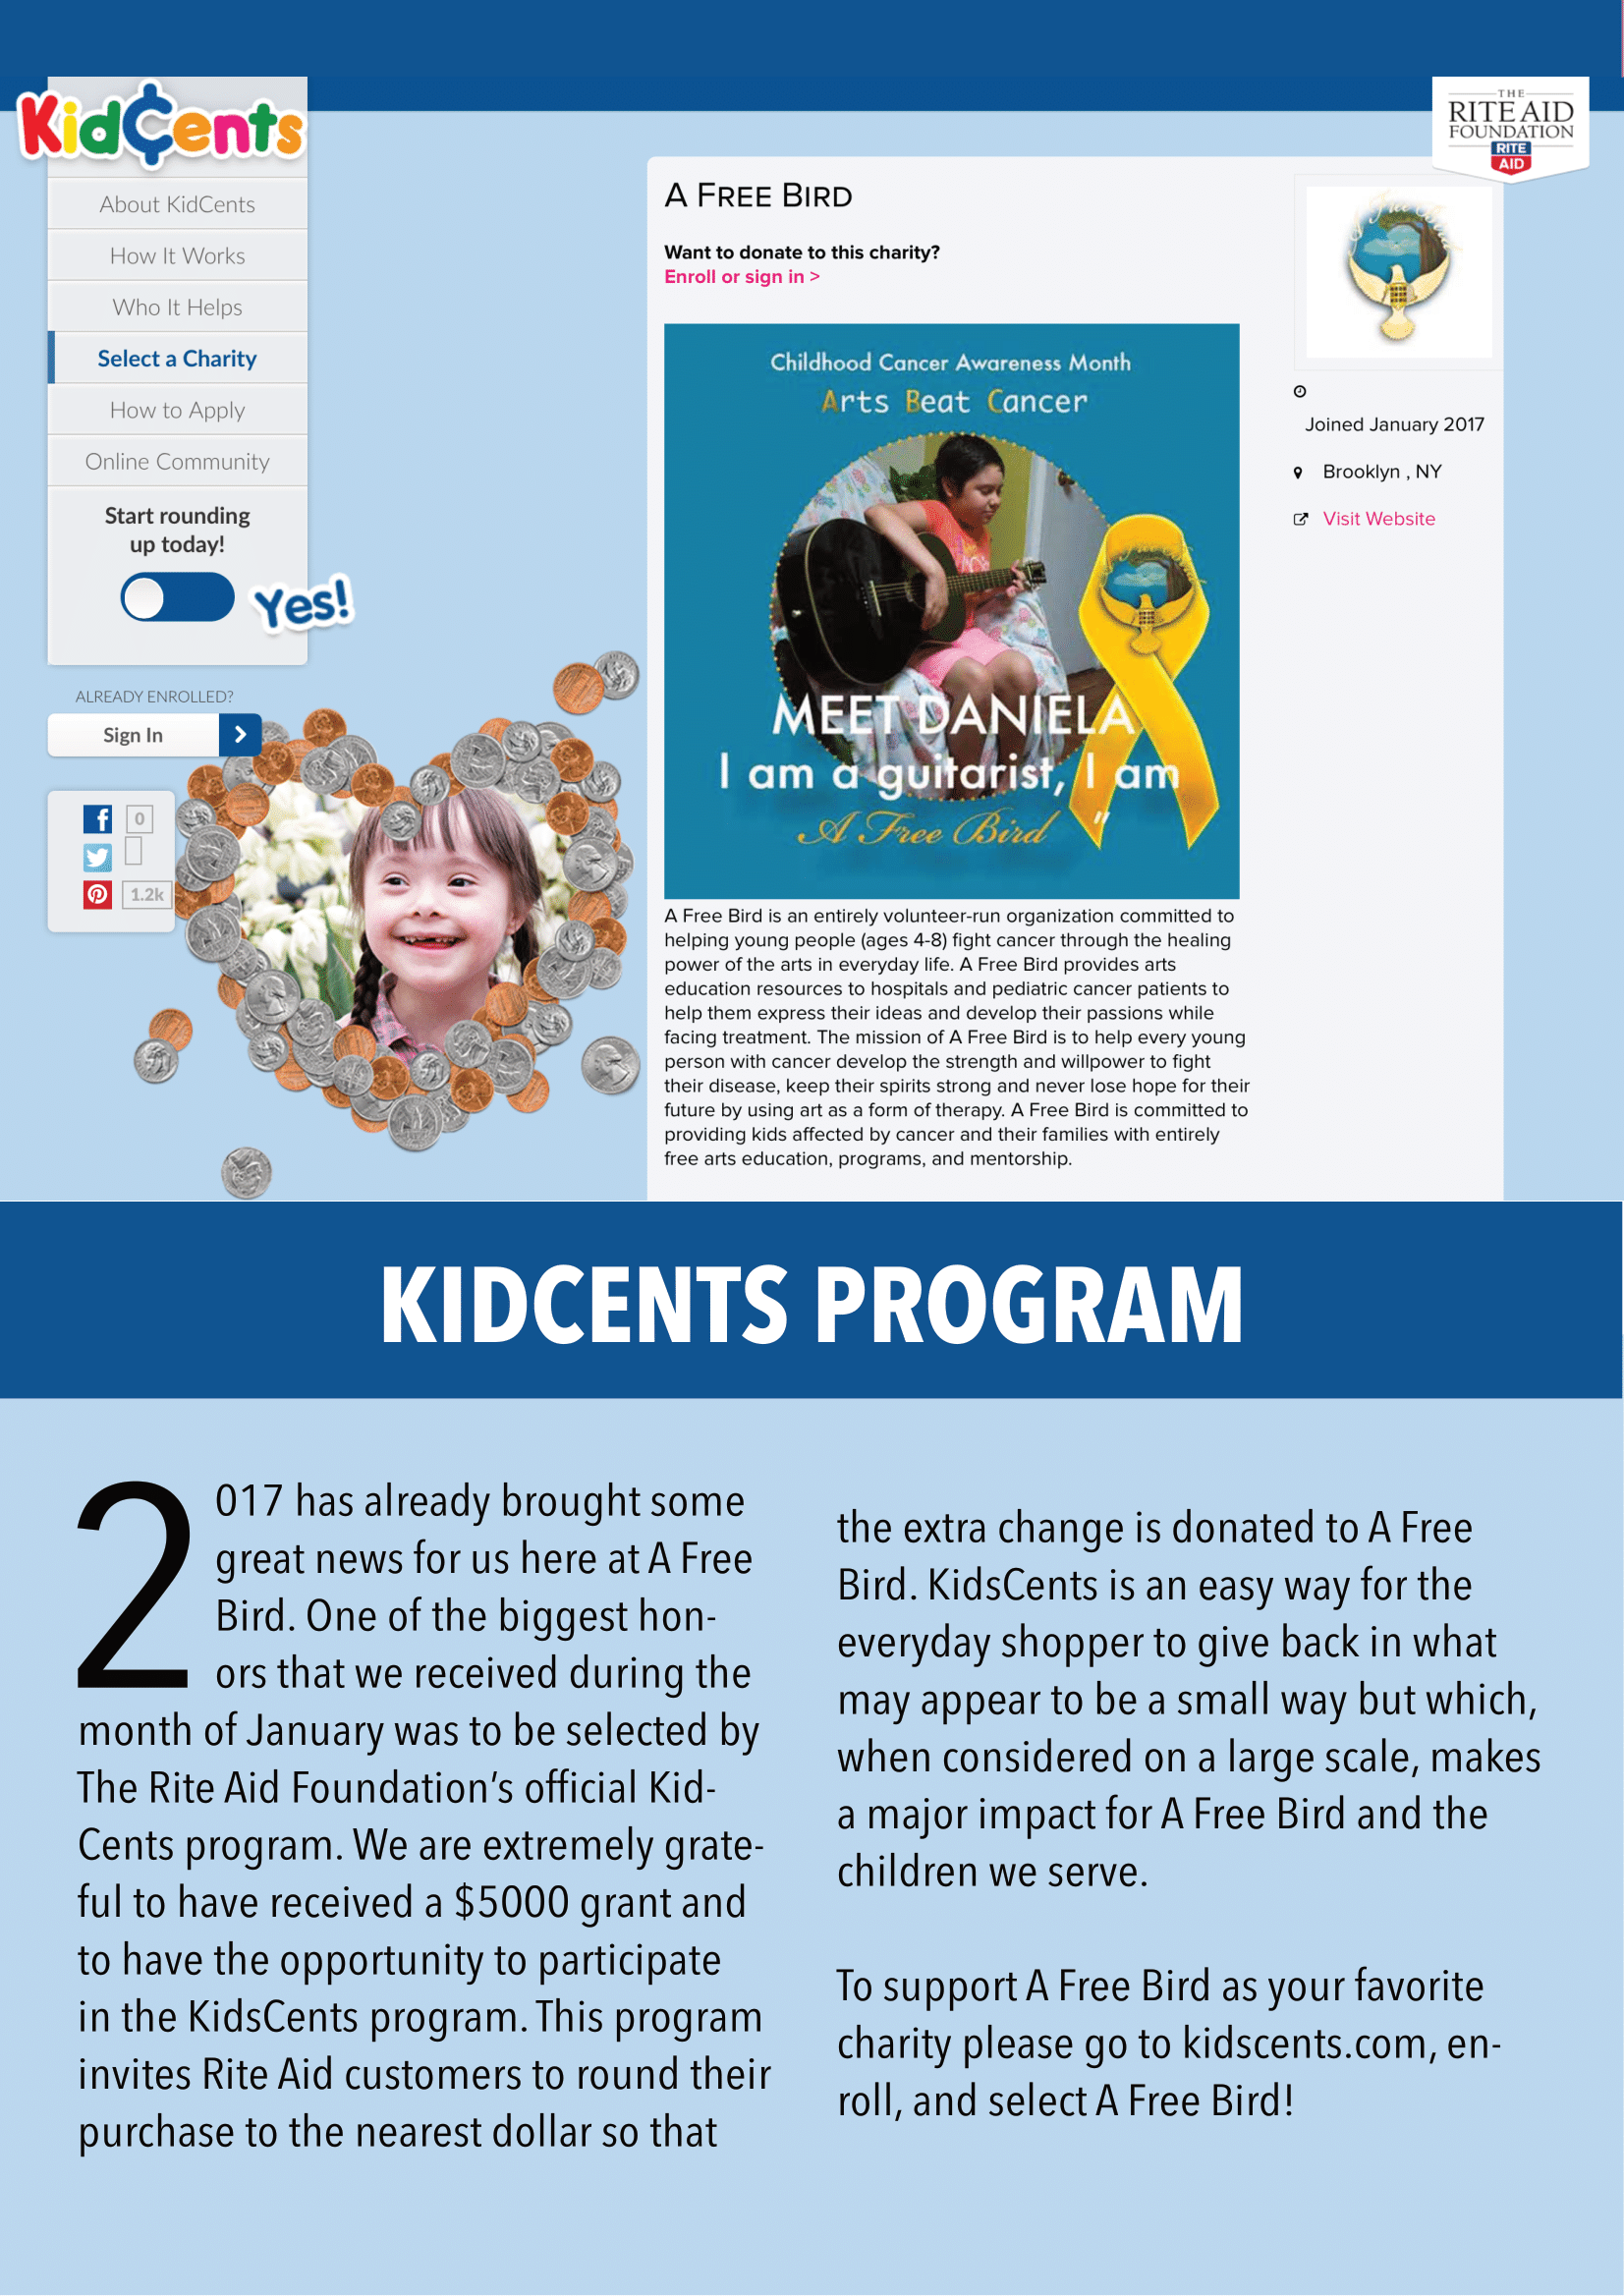 KidCents
About KidCents
How It Works
Who It Helps
Select a Charity
How to Apply
Online Community
Start rounding
up today!
Yes!
ALREADY ENROLLED?
Sign In
0
1.2k
THE
RITE AID
FOUNDATION
RITE
AID
A FREE BIRD
Want to donate to this charity?
Enroll or sign in >
Childhood Cancer Awareness Month
Arts Beat Cancer
MEET DANIELA
I am a guitarist, I am
A Free Bird "
A Free Bird is an entirely volunteer-run organization committed to
helping young people (ages 4-8) fight cancer through the healing
power of the arts in everyday life. A Free Bird provides arts
education resources to hospitals and pediatric cancer patients to
help them express their ideas and develop their passions while
facing treatment. The mission of A Free Bird is to help every young
person with cancer develop the strength and willpower to fight
their disease, keep their spirits strong and never lose hope for their
future by using art as a form of therapy. A Free Bird is committed to
providing kids affected by cancer and their families with entirely
free arts education, programs, and mentorship.
A Free Bird
Joined January 2017
Brooklyn , NY
Visit Website
KIDCENTS PROGRAM
2017 has already brought some
great news for us here at A Free
Bird. One of the biggest hon-
ors that we received during the
month of January was to be selected by
The Rite Aid Foundation's official Kid-
Cents program. We are extremely grate-
ful to have received a $5000 grant and
to have the opportunity to participate
in the KidsCents program. This program
invites Rite Aid customers to round their
purchase to the nearest dollar so that
the extra change is donated to A Free
Bird. KidsCents is an easy way for the
everyday shopper to give back in what
may appear to be a small way but which,
when considered on a large scale, makes
a major impact for A Free Bird and the
children we serve.
To support A Free Bird as your favorite
charity please go to kidscents.com, en-
roll, and select A Free Bird!